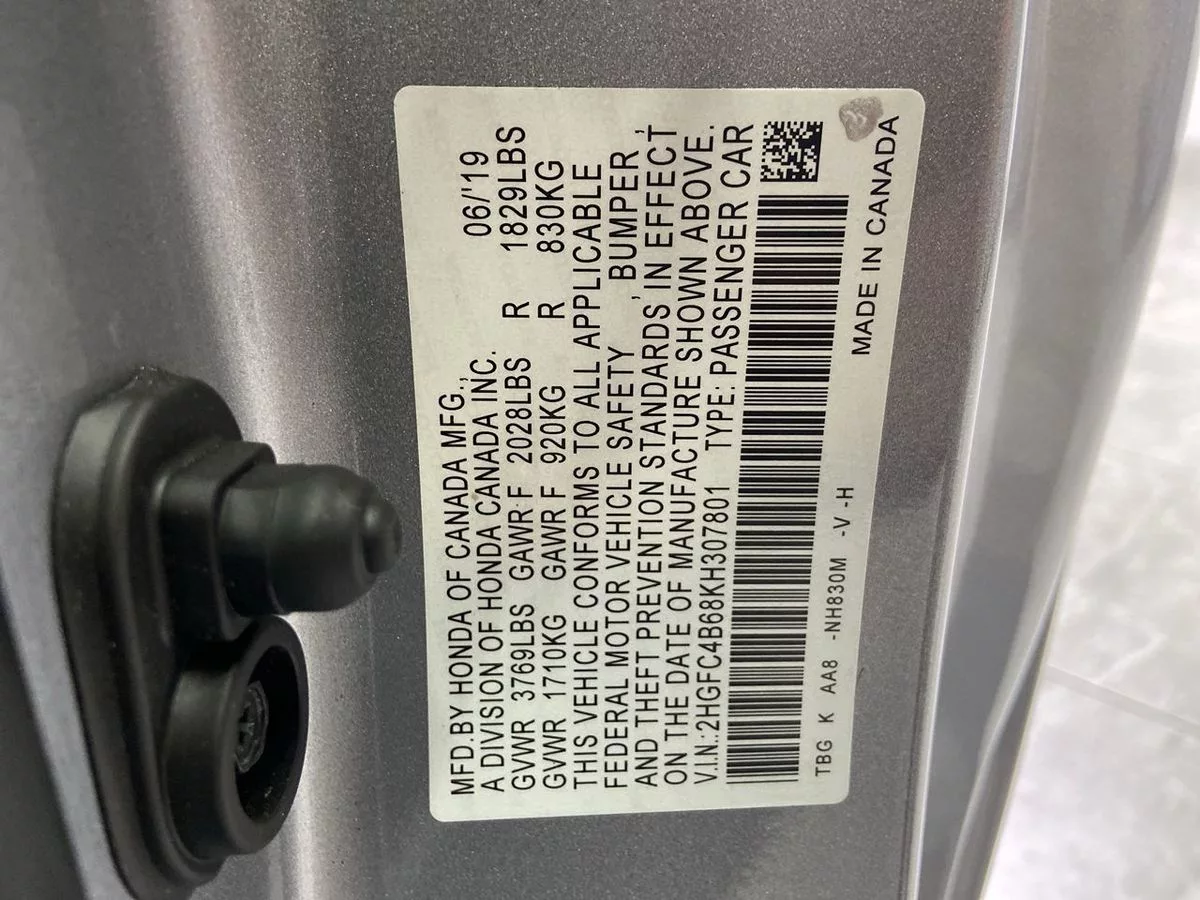 MFD.BY HONDA OF CANADA MFG., 06/'19
A DIVISION OF HONDA CANADA INC.
GVWR 3769LBS GAWR F 2028LBS R 1829LBS
GVWR 1710KG GAWR F 920KG R 830KG
THIS VEHICLE CONFORMS TO ALL APPLICABLE
FEDERAL MOTOR VEHICLE SAFETY , BUMPER ,
AND THEFT PREVENTION STANDARDS IN EFFECT
ON THE DATE OF MANUFACTURE SHOWN ABOVE.
V.I.N.:2HGFC4B68KH307801 TYPE: PASSENGER CAR
TBG K AA8 -NH830M -V -H
MADE IN CANADA